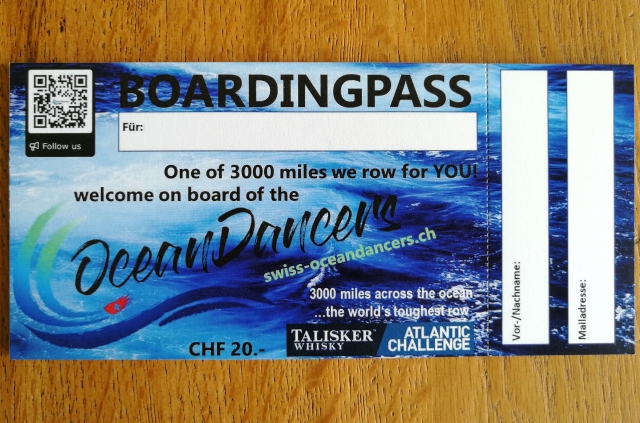 BOARDINGPASS
Follow us
Für:
One of 3000 miles we row for YOU!
welcome on board of the
OceanDancers
swiss-oceandancers.ch
3000 miles across the ocean
...the world's toughest row
CHF 20.-
TALISKER
WHISKY
ATLANTIC
CHALLENGE
Vor-/Nachname:
Mailadresse: